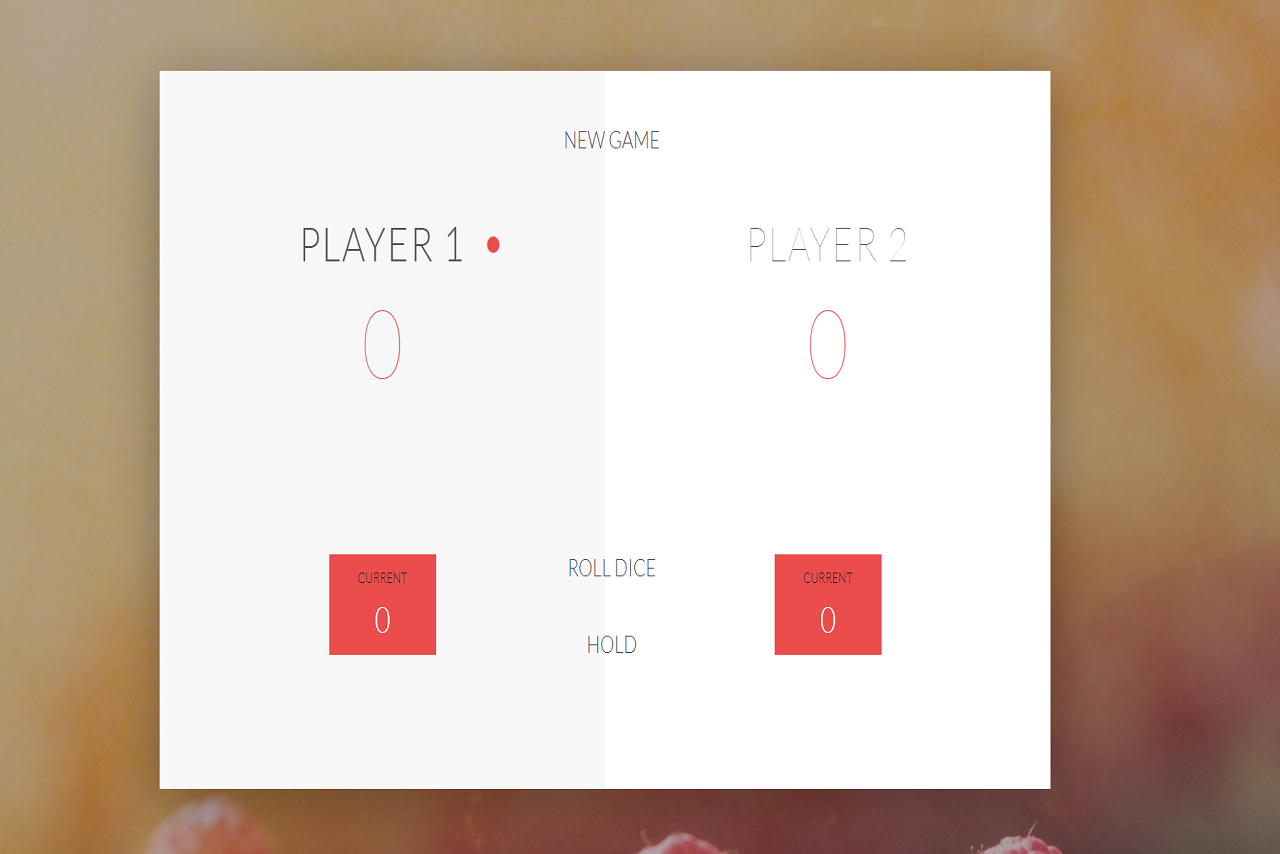 NEW GAME
PLAYER 1
PLAYER 2
0
0
CURRENT
0
ROLL DICE
HOLD
CURRENT
0